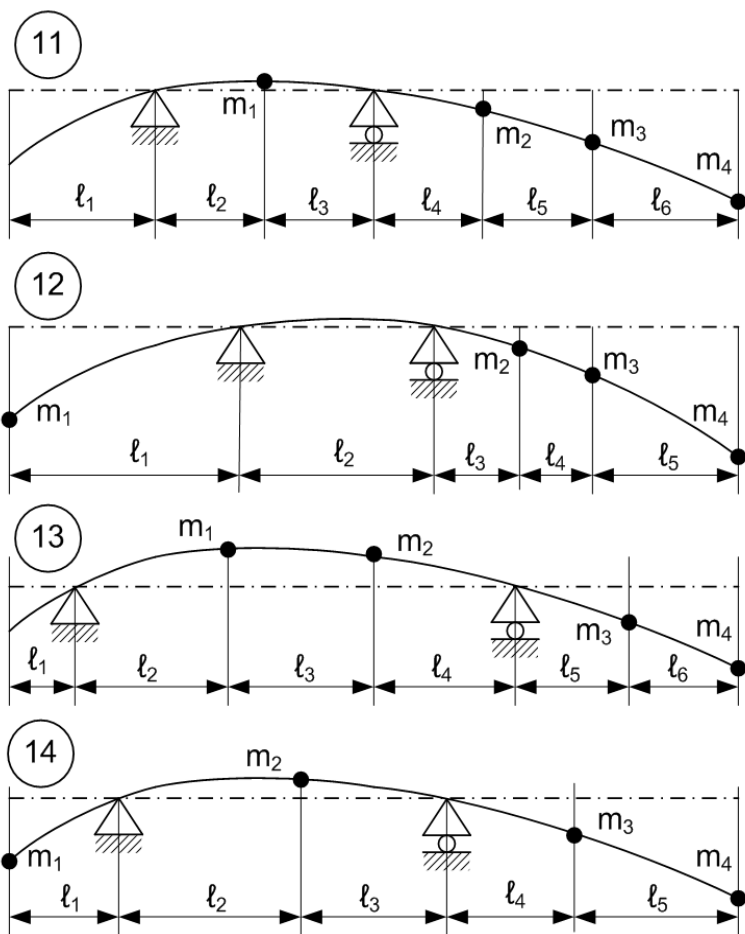 11
m₁
m₂
m₃
m₄
ℓ₁ ℓ₂ ℓ₃ ℓ₄ ℓ₅ ℓ₆
12
m₁
m₂
m₃
m₄
ℓ₁ ℓ₂ ℓ₃ ℓ₄ ℓ₅
13
m₁
m₂
m₃
m₄
ℓ₁ ℓ₂ ℓ₃ ℓ₄ ℓ₅ ℓ₆
14
m₂
m₁
m₃
m₄
ℓ₁ ℓ₂ ℓ₃ ℓ₄ ℓ₅